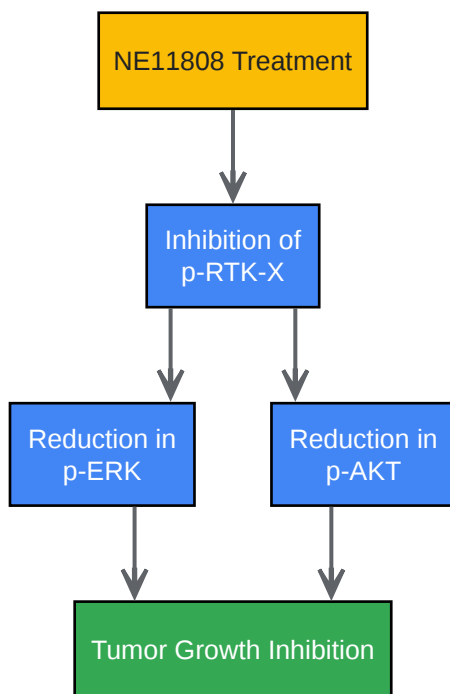 NE11808 Treatment
Inhibition of
p-RTK-X
Reduction in
p-ERK
Reduction in
p-AKT
Tumor Growth Inhibition